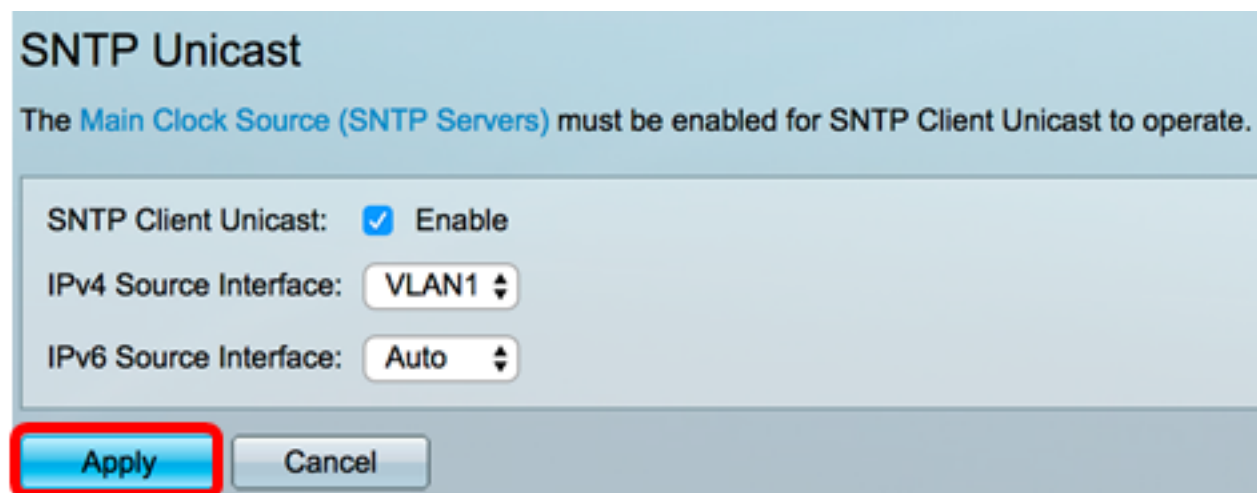 SNTP Unicast
The Main Clock Source (SNTP Servers) must be enabled for SNTP Client Unicast to operate.
SNTP Client Unicast: Enable
IPv4 Source Interface: VLAN1
IPv6 Source Interface: Auto
Apply Cancel